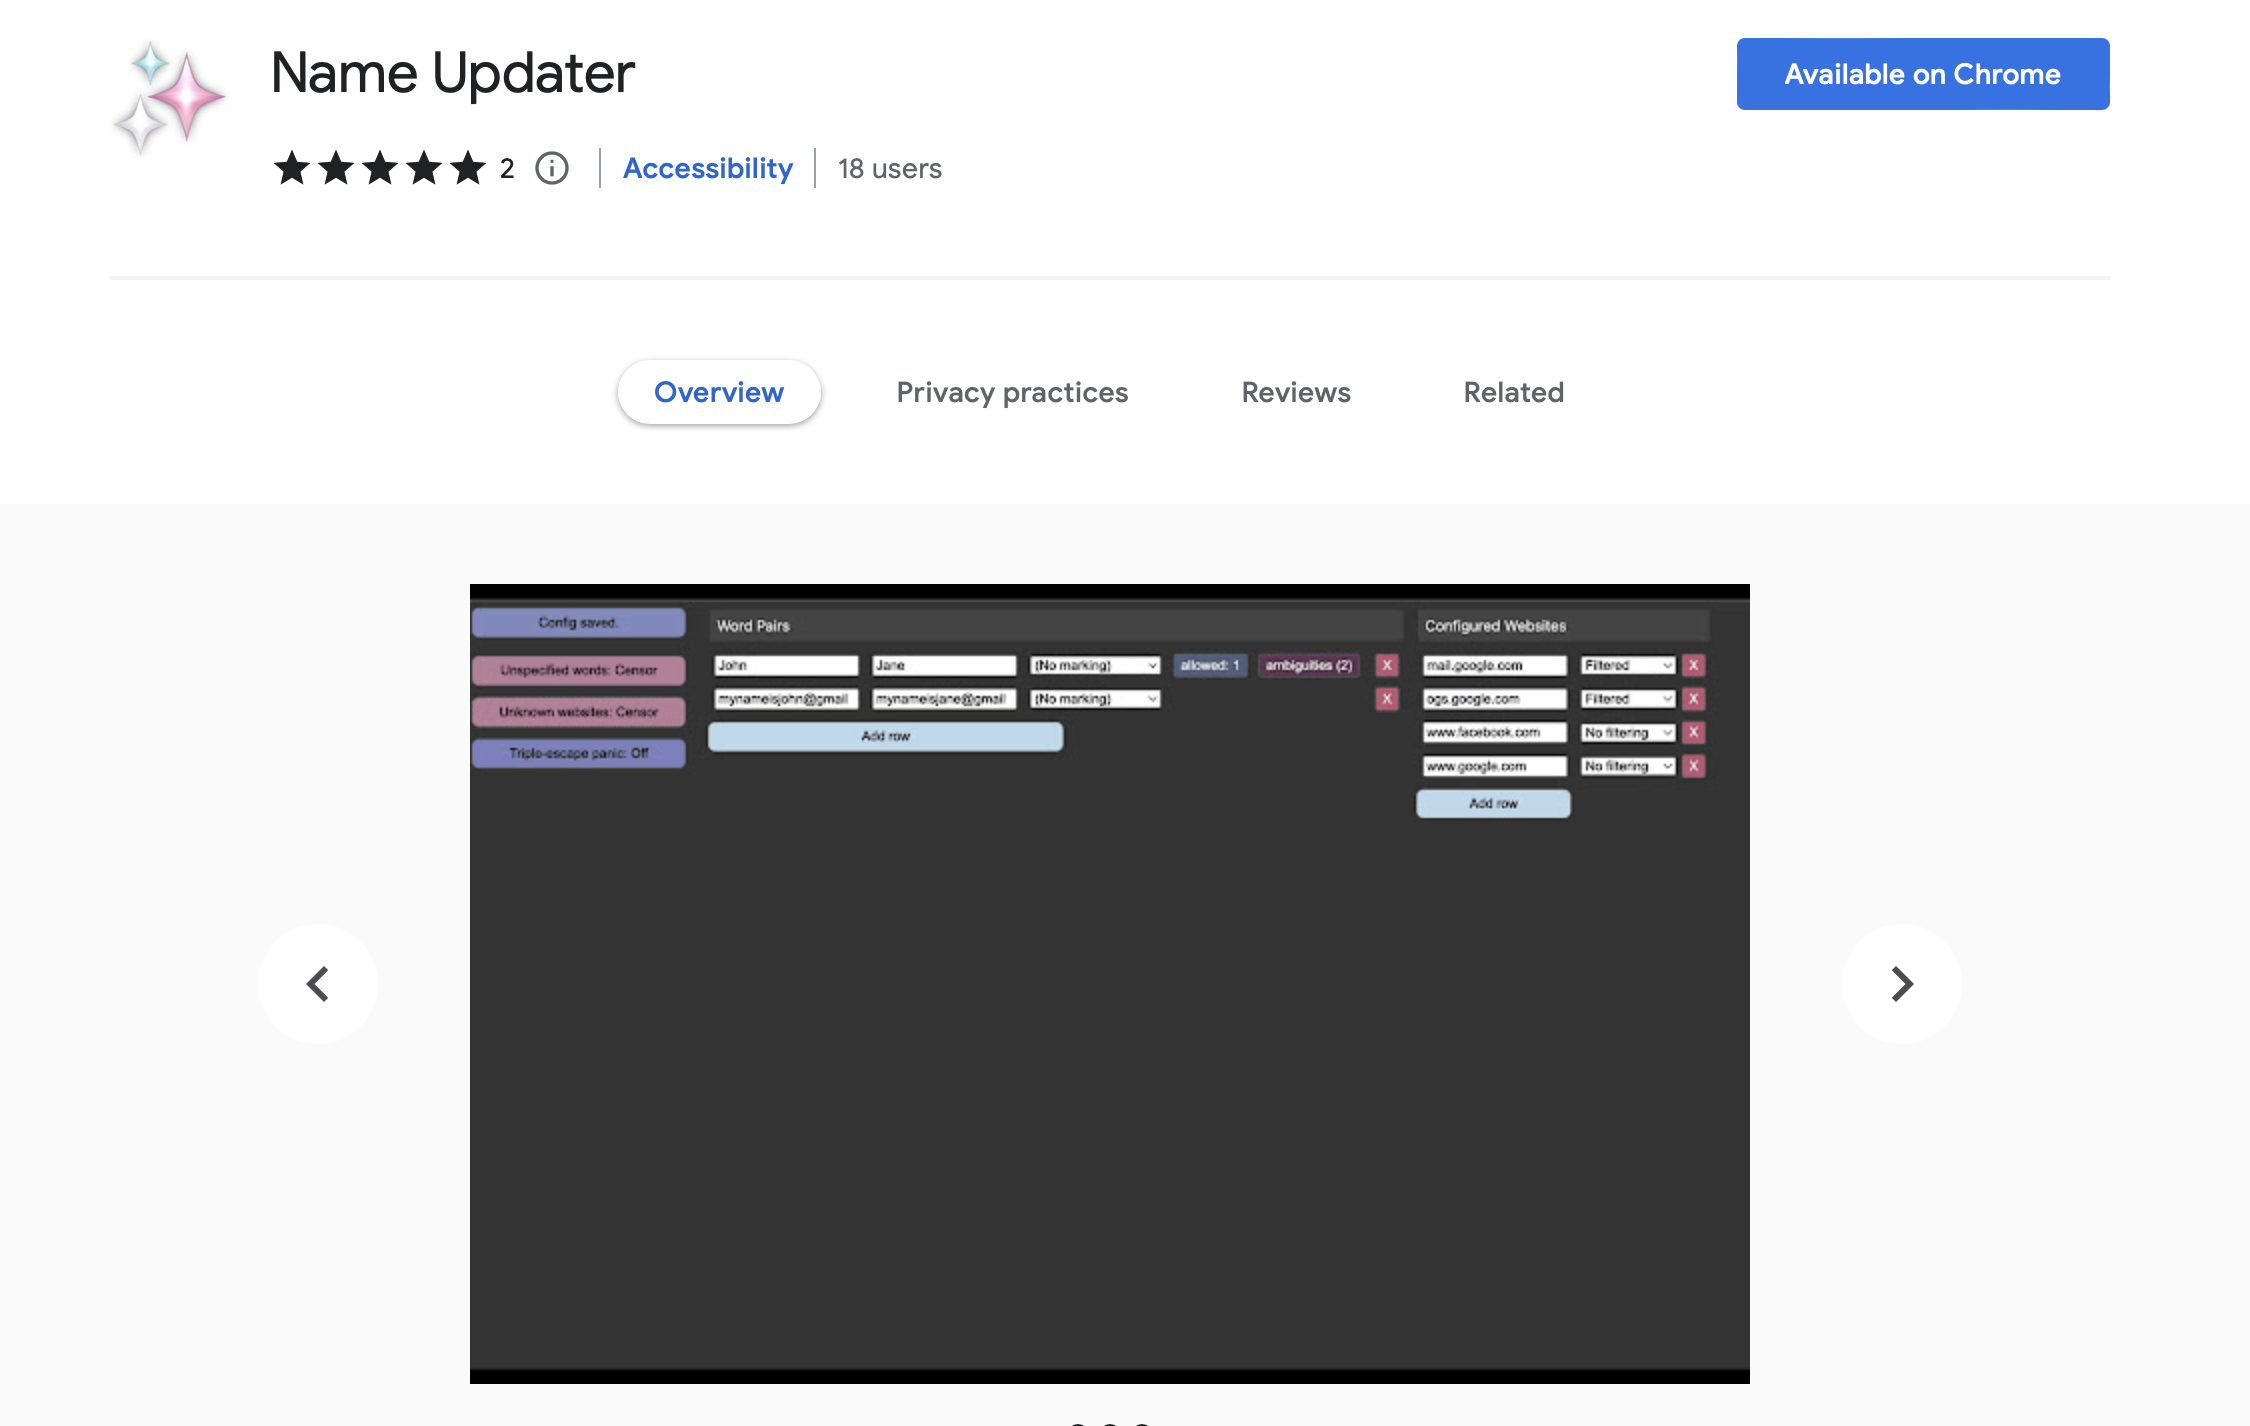 Name Updater
Available on Chrome
2 | Accessibility | 18 users
Overview Privacy practices Reviews Related
Config saved.
Unspecified words: Censor
Unknown websites: Censor
Triple-escape panic: Off
Word Pairs
John Jane (No marking) allowed: 1 ambiguities (2) X
mynameisjohn@gmail mynameisjane@gmail (No marking) X
Add row
Configured Websites
mail.google.com Filtered X
ogs.google.com Filtered X
www.facebook.com No filtering X
www.google.com No filtering X
Add row